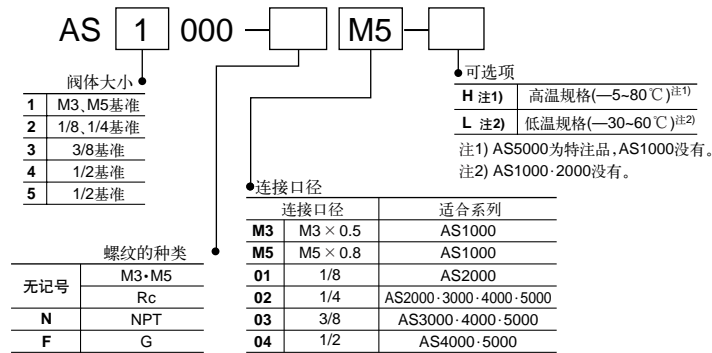 AS 1 000 — M5 —
阀体大小
1 M3、M5基准
2 1/8、1/4基准
3 3/8基准
4 1/2基准
5 1/2基准
可选项
H 注1) 高温规格(—5~80℃)注1)
L 注2) 低温规格(—30~60℃)注2)
注1) AS5000为特注品,AS1000没有。
注2) AS1000·2000没有。
连接口径
连接口径 适合系列
M3 M3×0.5 AS1000
M5 M5×0.8 AS1000
01 1/8 AS2000
02 1/4 AS2000·3000·4000·5000
03 3/8 AS3000·4000·5000
04 1/2 AS4000·5000
螺纹的种类
无记号 M3•M5
Rc
N NPT
F G